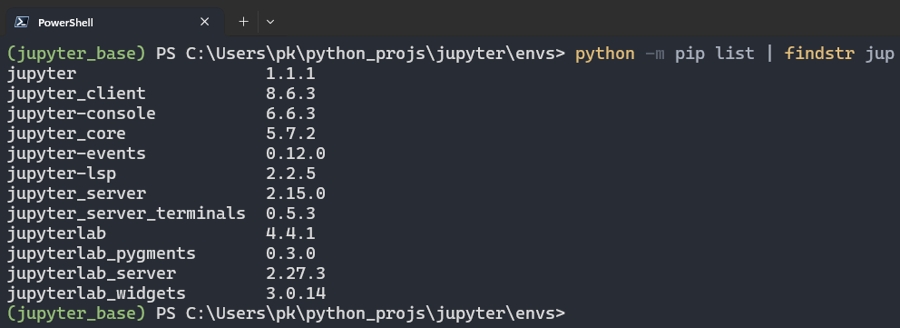 PowerShell
(jupyter_base) PS C:\Users\pk\python_projs\jupyter\envs> python -m pip list | findstr jup
jupyter                 1.1.1
jupyter_client          8.6.3
jupyter-console         6.6.3
jupyter_core            5.7.2
jupyter-events          0.12.0
jupyter-lsp             2.2.5
jupyter_server          2.15.0
jupyter_server_terminals  0.5.3
jupyterlab              4.4.1
jupyterlab_pygments     0.3.0
jupyterlab_server       2.27.3
jupyterlab_widgets      3.0.14
(jupyter_base) PS C:\Users\pk\python_projs\jupyter\envs>